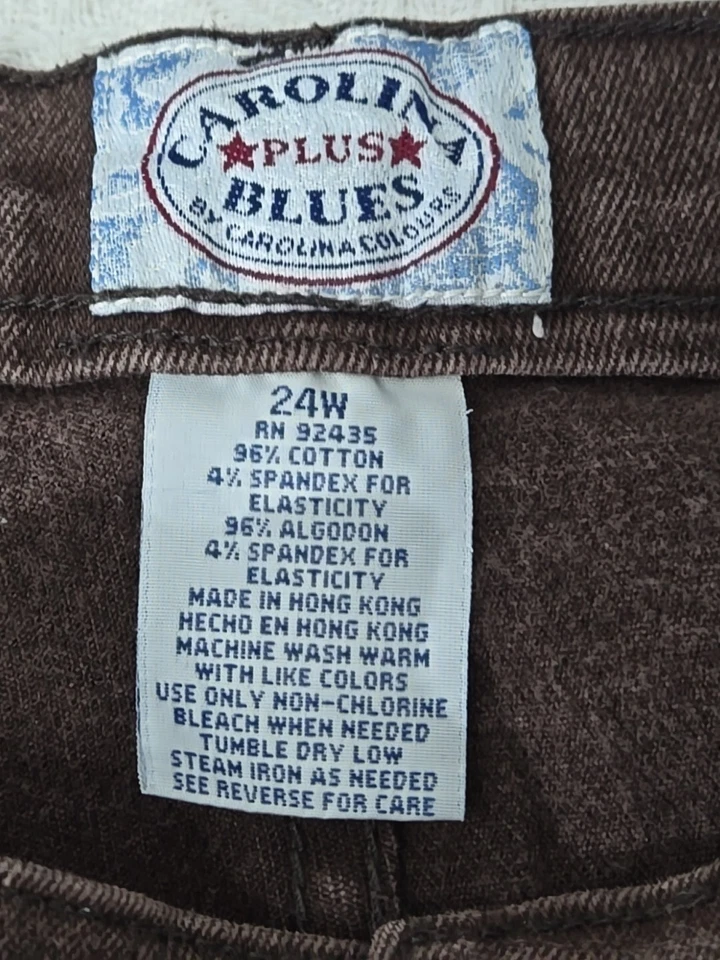 CAROLINA
PLUS
BLUES
BY CAROLINA COLOURS
24W
RN 92435
96% COTTON
4% SPANDEX FOR
ELASTICITY
96% ALGODON
4% SPANDEX FOR
ELASTICITY
MADE IN HONG KONG
HECHO EN HONG KONG
MACHINE WASH WARM
WITH LIKE COLORS
USE ONLY NON-CHLORINE
BLEACH WHEN NEEDED
TUMBLE DRY LOW
STEAM IRON AS NEEDED
SEE REVERSE FOR CARE